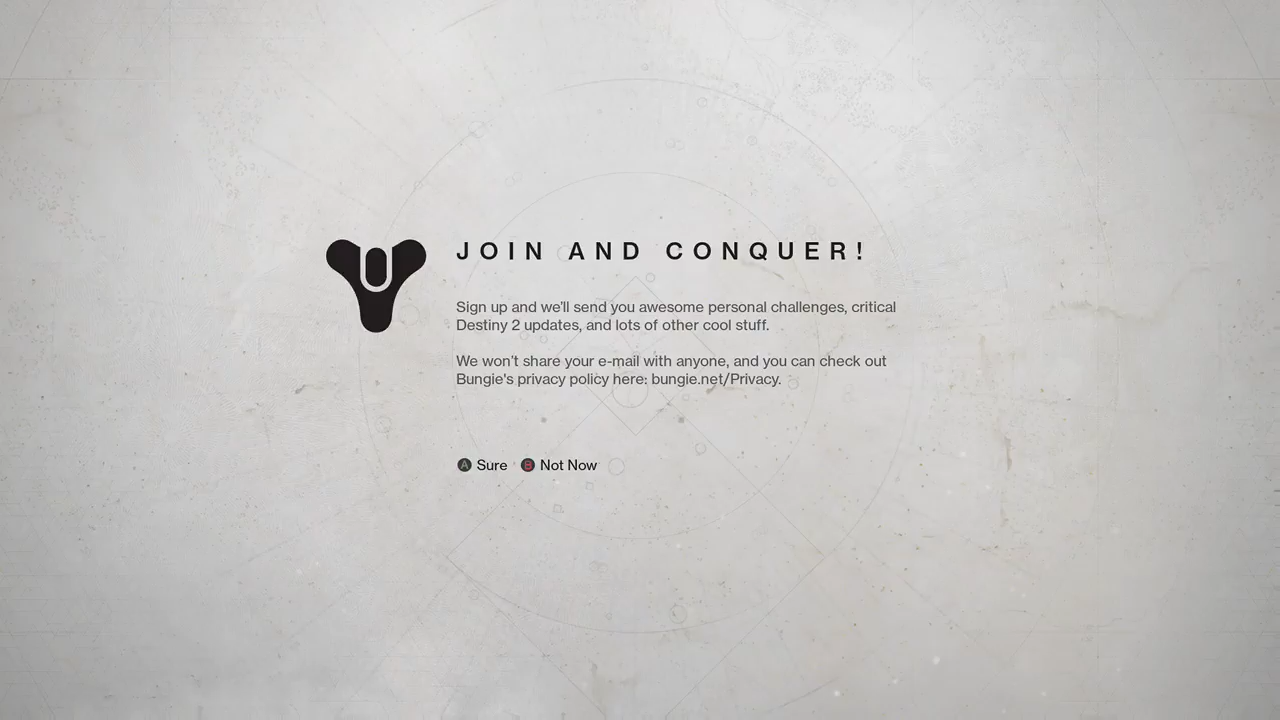 JOIN AND CONQUER!
Sign up and we'll send you awesome personal challenges, critical
Destiny 2 updates, and lots of other cool stuff.
We won't share your e-mail with anyone, and you can check out
Bungie's privacy policy here: bungie.net/Privacy.
A Sure B Not Now